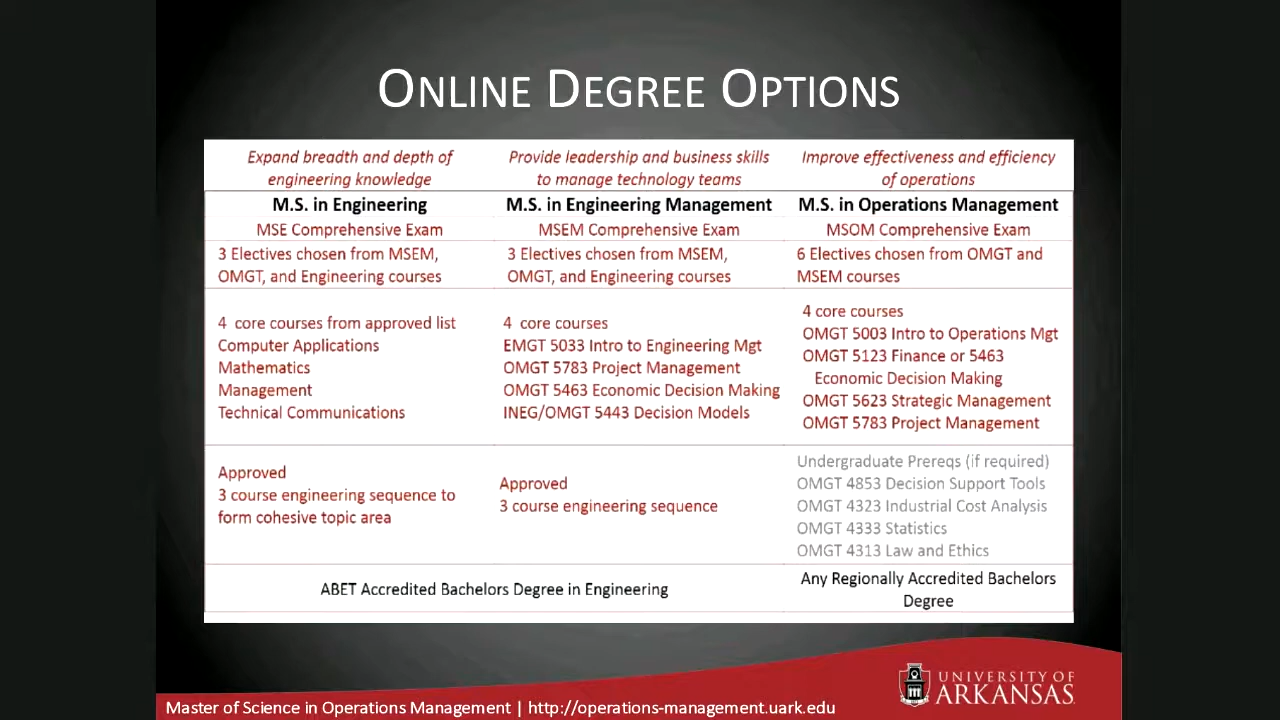 ONLINE DEGREE OPTIONS
Expand breadth and depth of
engineering knowledge
Provide leadership and business skills
to manage technology teams
Improve effectiveness and efficiency
of operations
M.S. in Engineering
M.S. in Engineering Management
M.S. in Operations Management
MSE Comprehensive Exam
MSEM Comprehensive Exam
MSOM Comprehensive Exam
3 Electives chosen from MSEM,
OMGT, and Engineering courses
3 Electives chosen from MSEM,
OMGT, and Engineering courses
6 Electives chosen from OMGT and
MSEM courses
4 core courses from approved list
Computer Applications
Mathematics
Management
Technical Communications
4 core courses
EMGT 5033 Intro to Engineering Mgt
OMGT 5783 Project Management
OMGT 5463 Economic Decision Making
INEG/OMGT 5443 Decision Models
4 core courses
OMGT 5003 Intro to Operations Mgt
OMGT 5123 Finance or 5463
Economic Decision Making
OMGT 5623 Strategic Management
OMGT 5783 Project Management
Approved
3 course engineering sequence to
form cohesive topic area
Approved
3 course engineering sequence
Undergraduate Prereqs (if required)
OMGT 4853 Decision Support Tools
OMGT 4323 Industrial Cost Analysis
OMGT 4333 Statistics
OMGT 4313 Law and Ethics
ABET Accredited Bachelors Degree in Engineering
Any Regionally Accredited Bachelors
Degree
UNIVERSITY OF
ARKANSAS
Master of Science in Operations Management | http://operations-management.uark.edu